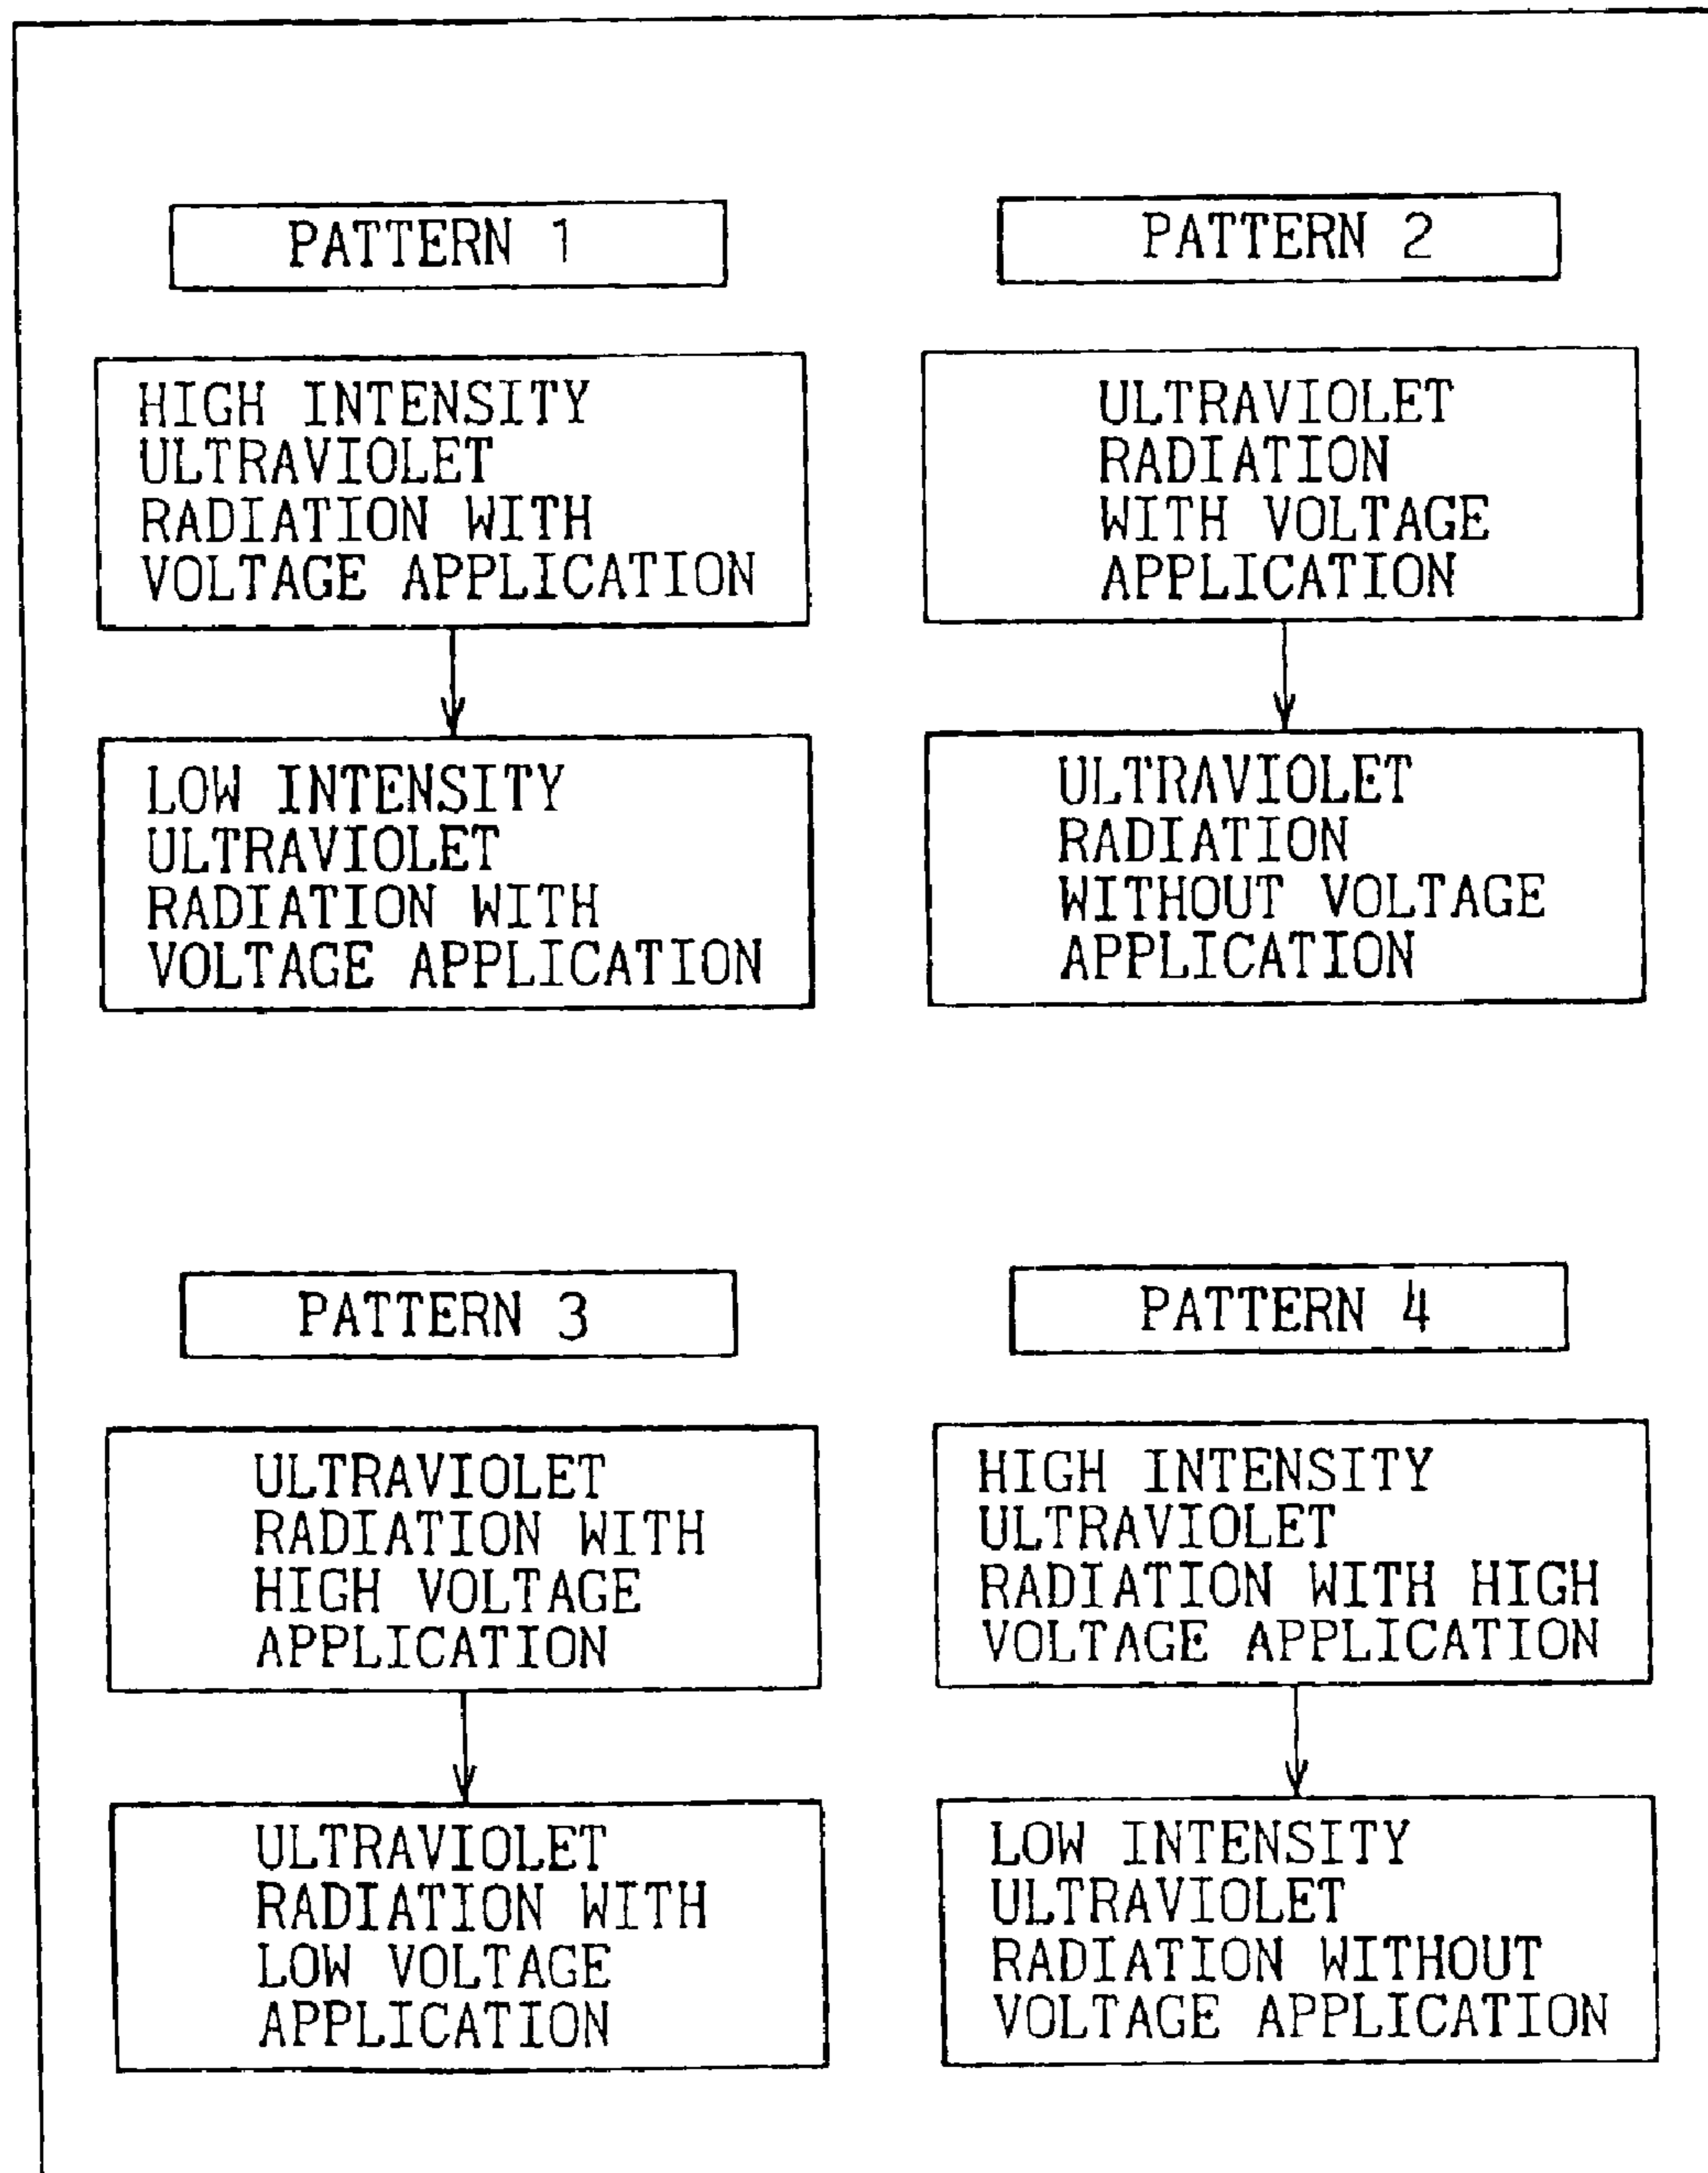 PATTERN 1
HIGH INTENSITY
ULTRAVIOLET
RADIATION WITH
VOLTAGE APPLICATION
LOW INTENSITY
ULTRAVIOLET
RADIATION WITH
VOLTAGE APPLICATION
PATTERN 2
ULTRAVIOLET
RADIATION
WITH VOLTAGE
APPLICATION
ULTRAVIOLET
RADIATION
WITHOUT VOLTAGE
APPLICATION
PATTERN 3
ULTRAVIOLET
RADIATION WITH
HIGH VOLTAGE
APPLICATION
ULTRAVIOLET
RADIATION WITH
LOW VOLTAGE
APPLICATION
PATTERN 4
HIGH INTENSITY
ULTRAVIOLET
RADIATION WITH HIGH
VOLTAGE APPLICATION
LOW INTENSITY
ULTRAVIOLET
RADIATION WITHOUT
VOLTAGE APPLICATION